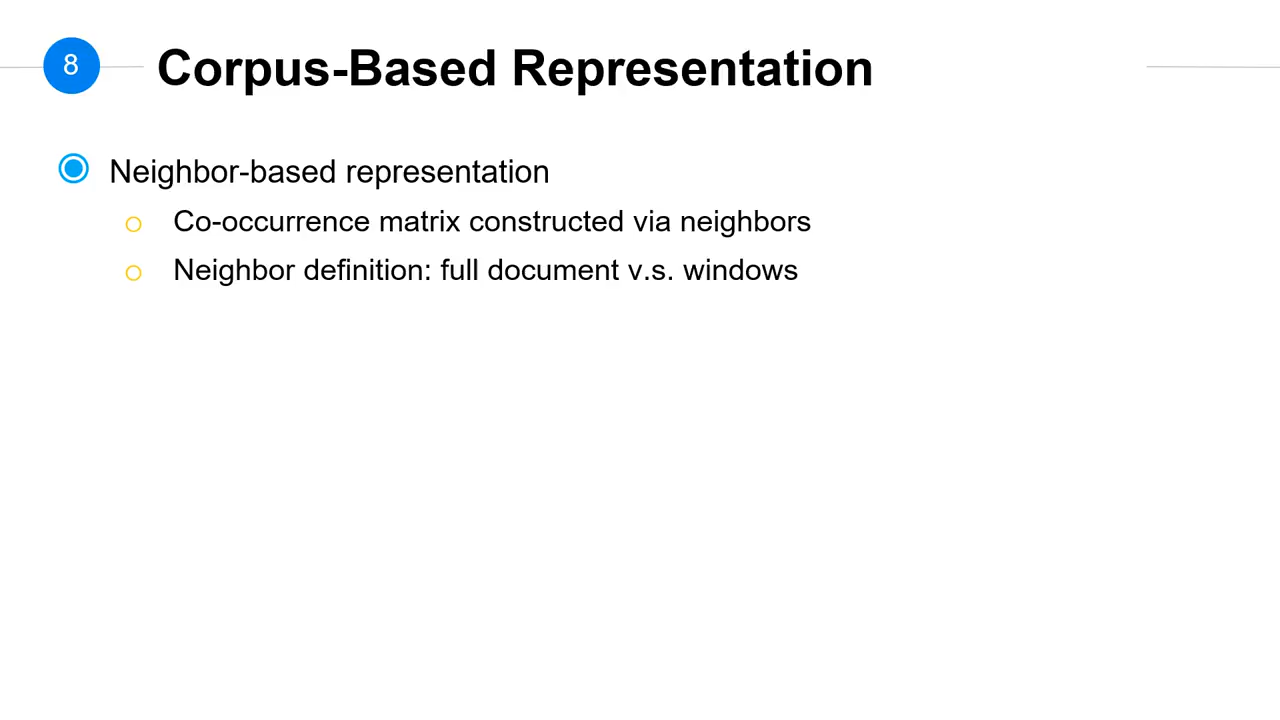 8
Corpus-Based Representation
Neighbor-based representation
Co-occurrence matrix constructed via neighbors
Neighbor definition: full document v.s. windows